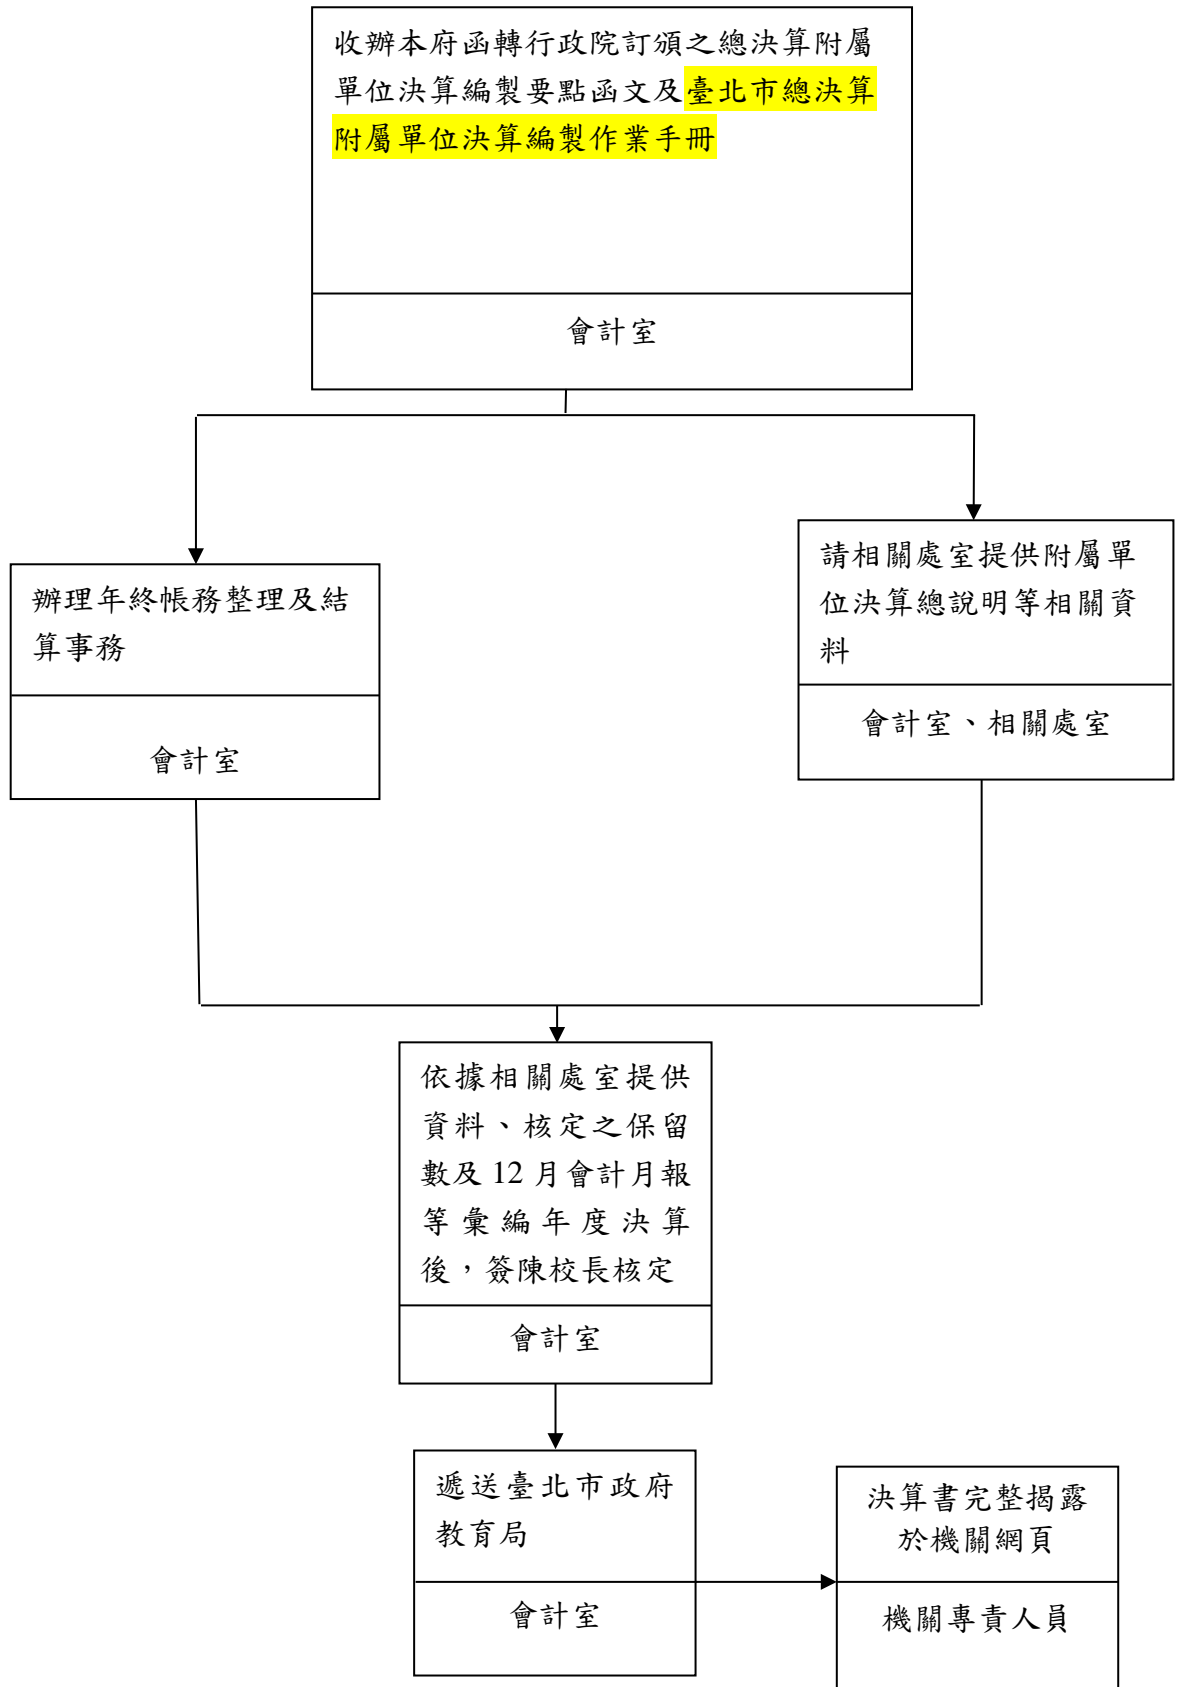 收辦本府函轉行政院訂頒之總決算附屬
單位決算編製要點函文及臺北市總決算
附屬單位決算編製作業手冊
會計室
辦理年終帳務整理及結
算事務
會計室
請相關處室提供附屬單
位決算總說明等相關資
料
會計室、相關處室
依據相關處室提供
資料、核定之保留
數及 12 月會計月報
等彙編年度決算
後，簽陳校長核定
會計室
遞送臺北市政府
教育局
會計室
決算書完整揭露
於機關網頁
機關專責人員